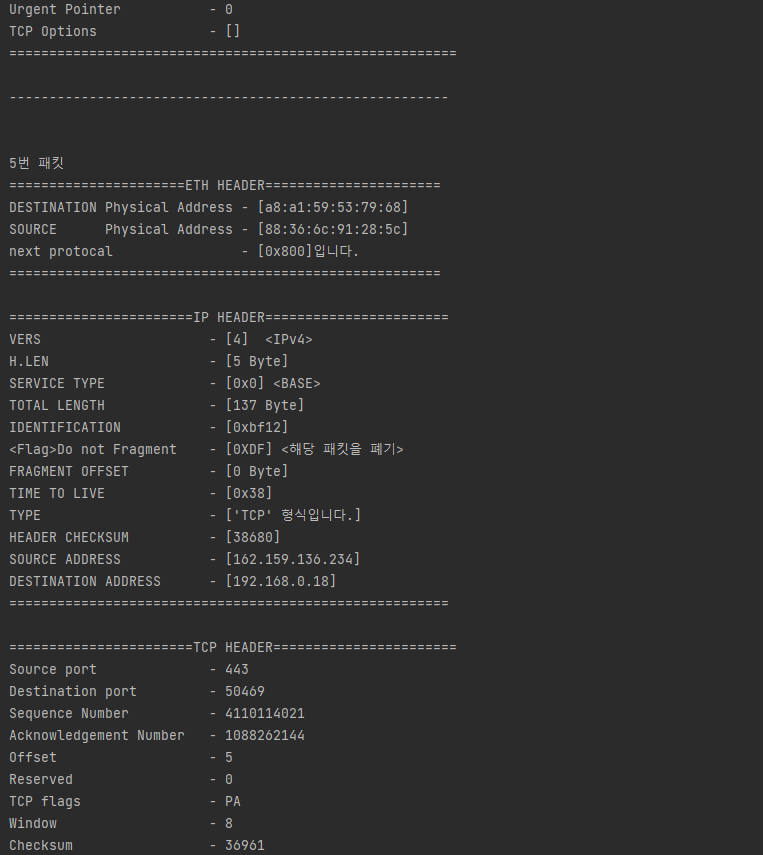 Urgent Pointer           - 0
TCP Options              - []
========================================================

-------------------------------------------------------

5번 패킷
======================ETH HEADER======================
DESTINATION Physical Address - [a8:a1:59:53:79:68]
SOURCE      Physical Address - [88:36:6c:91:28:5c]
next protocal                - [0x800]입니다.
======================================================

=======================IP HEADER=======================
VERS                     - [4]  <IPv4>
H.LEN                    - [5 Byte]
SERVICE TYPE             - [0x0] <BASE>
TOTAL LENGTH             - [137 Byte]
IDENTIFICATION           - [0xbf12]
<Flag>Do not Fragment    - [0XDF] <해당 패킷을 폐기>
FRAGMENT OFFSET          - [0 Byte]
TIME TO LIVE             - [0x38]
TYPE                     - ['TCP' 형식입니다.]
HEADER CHECKSUM          - [38680]
SOURCE ADDRESS           - [162.159.136.234]
DESTINATION ADDRESS      - [192.168.0.18]
=======================================================

=======================TCP HEADER=======================
Source port              - 443
Destination port         - 50469
Sequence Number          - 4110114021
Acknowledgement Number   - 1088262144
Offset                   - 5
Reserved                 - 0
TCP flags                - PA
Window                   - 8
Checksum                 - 36961